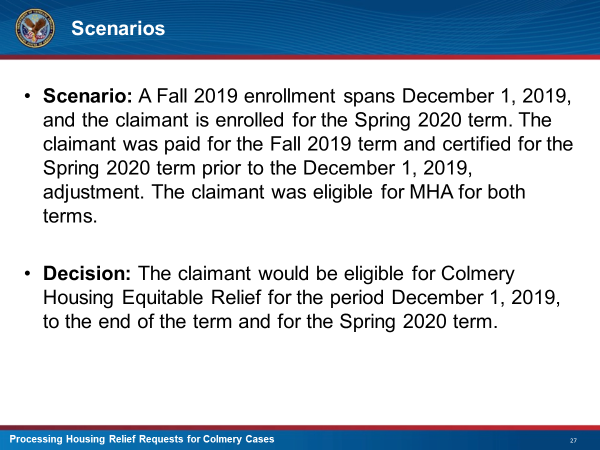 Scenarios
• Scenario: A Fall 2019 enrollment spans December 1, 2019,
and the claimant is enrolled for the Spring 2020 term. The
claimant was paid for the Fall 2019 term and certified for the
Spring 2020 term prior to the December 1, 2019,
adjustment. The claimant was eligible for MHA for both
terms.
• Decision: The claimant would be eligible for Colmery
Housing Equitable Relief for the period December 1, 2019,
to the end of the term and for the Spring 2020 term.
Processing Housing Relief Requests for Colmery Cases
27